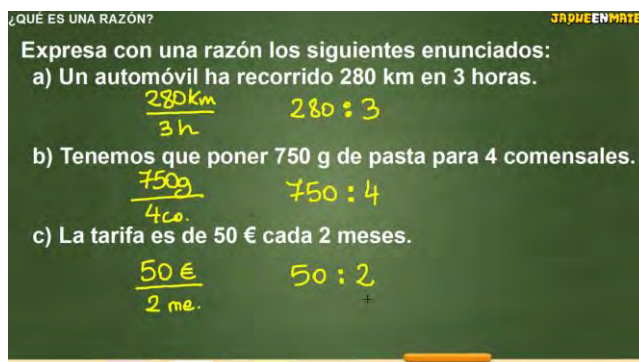 ¿QUÉ ES UNA RAZÓN?
JAQUEENMATE
Expresa con una razón los siguientes enunciados:
a) Un automóvil ha recorrido 280 km en 3 horas.
280km
3h
280 : 3
b) Tenemos que poner 750 g de pasta para 4 comensales.
750g
4co.
750 : 4
c) La tarifa es de 50 € cada 2 meses.
50 €
2 me.
50 : 2